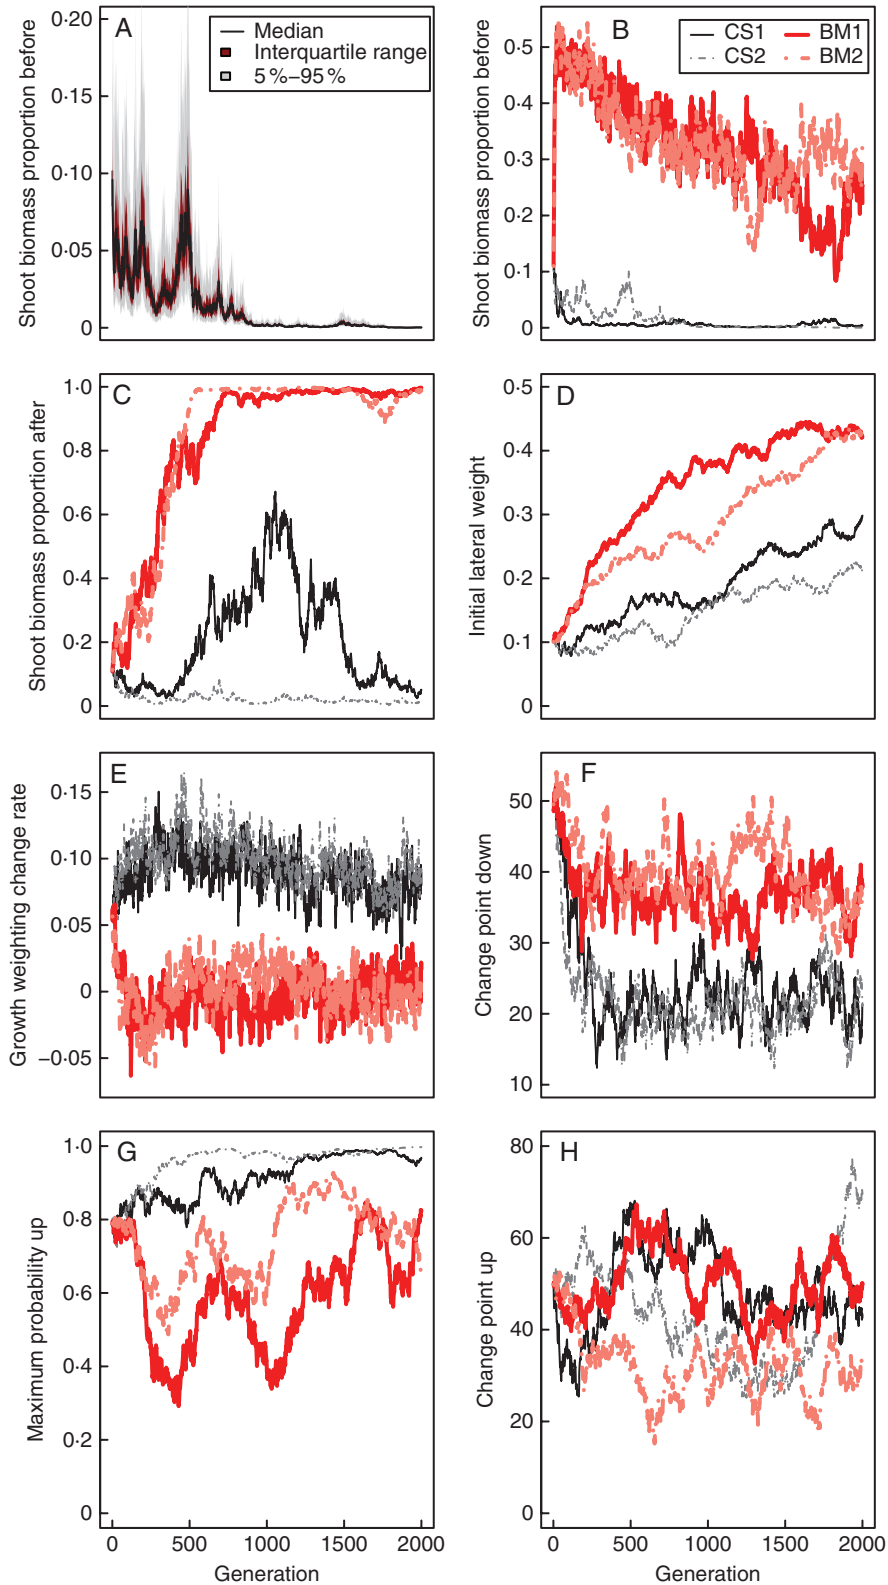 A
Median
Interquartile range
5 %–95 %
Shoot biomass proportion before
0·20
0·15
0·10
0·05
0
B
CS1
CS2
BM1
BM2
Shoot biomass proportion before
0·5
0·4
0·3
0·2
0·1
0
C
Shoot biomass proportion after
1·0
0·8
0·6
0·4
0·2
0
D
Initial lateral weight
0·5
0·4
0·3
0·2
0·1
0
E
Growth weighting change rate
0·15
0·10
0·05
0
−0·05
F
Change point down
50
40
30
20
10
G
Maximum probability up
1·0
0·8
0·6
0·4
0·2
0
0 500 1000 1500 2000
Generation
H
Change point up
80
60
40
20
0
0 500 1000 1500 2000
Generation